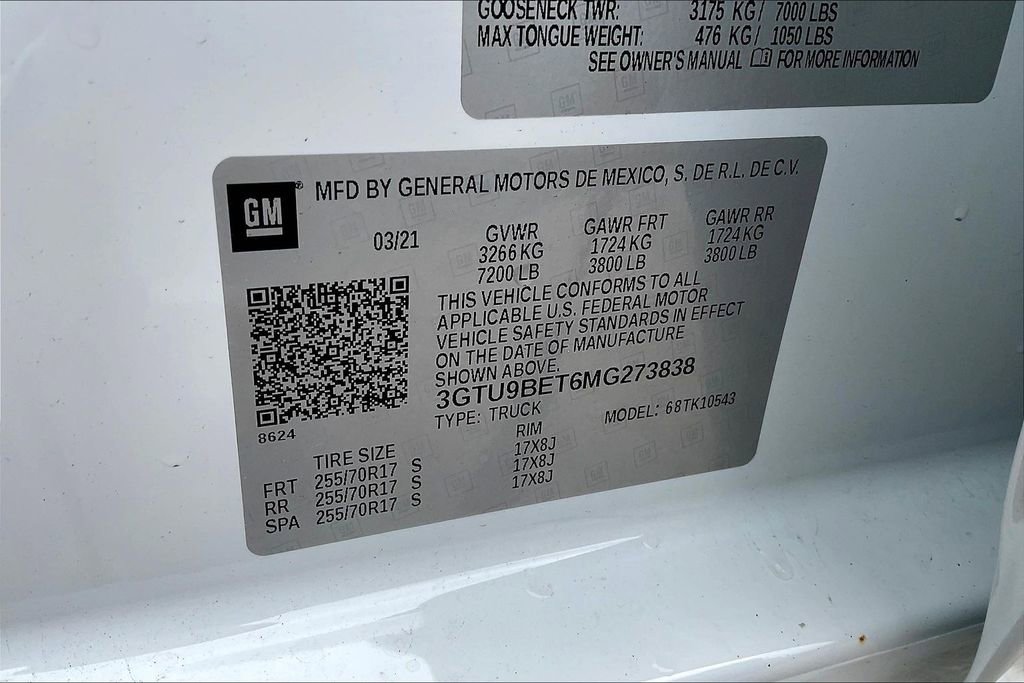 GOOSENECK TWR: 3175 KG/ 7000 LBS
MAX TONGUE WEIGHT: 476 KG/ 1050 LBS
SEE OWNER'S MANUAL FOR MORE INFORMATION
GM
MFD BY GENERAL MOTORS DE MEXICO, S. DE R.L. DE C.V.
03/21 GVWR GAWR FRT GAWR RR
3266 KG 1724 KG 1724 KG
7200 LB 3800 LB 3800 LB
THIS VEHICLE CONFORMS TO ALL
APPLICABLE U.S. FEDERAL MOTOR
VEHICLE SAFETY STANDARDS IN EFFECT
ON THE DATE OF MANUFACTURE
SHOWN ABOVE.
3GTU9BET6MG273838
TYPE: TRUCK MODEL: 68TK10543
8624
TIRE SIZE RIM
FRT 255/70R17 S 17X8J
RR 255/70R17 S 17X8J
SPA 255/70R17 S 17X8J